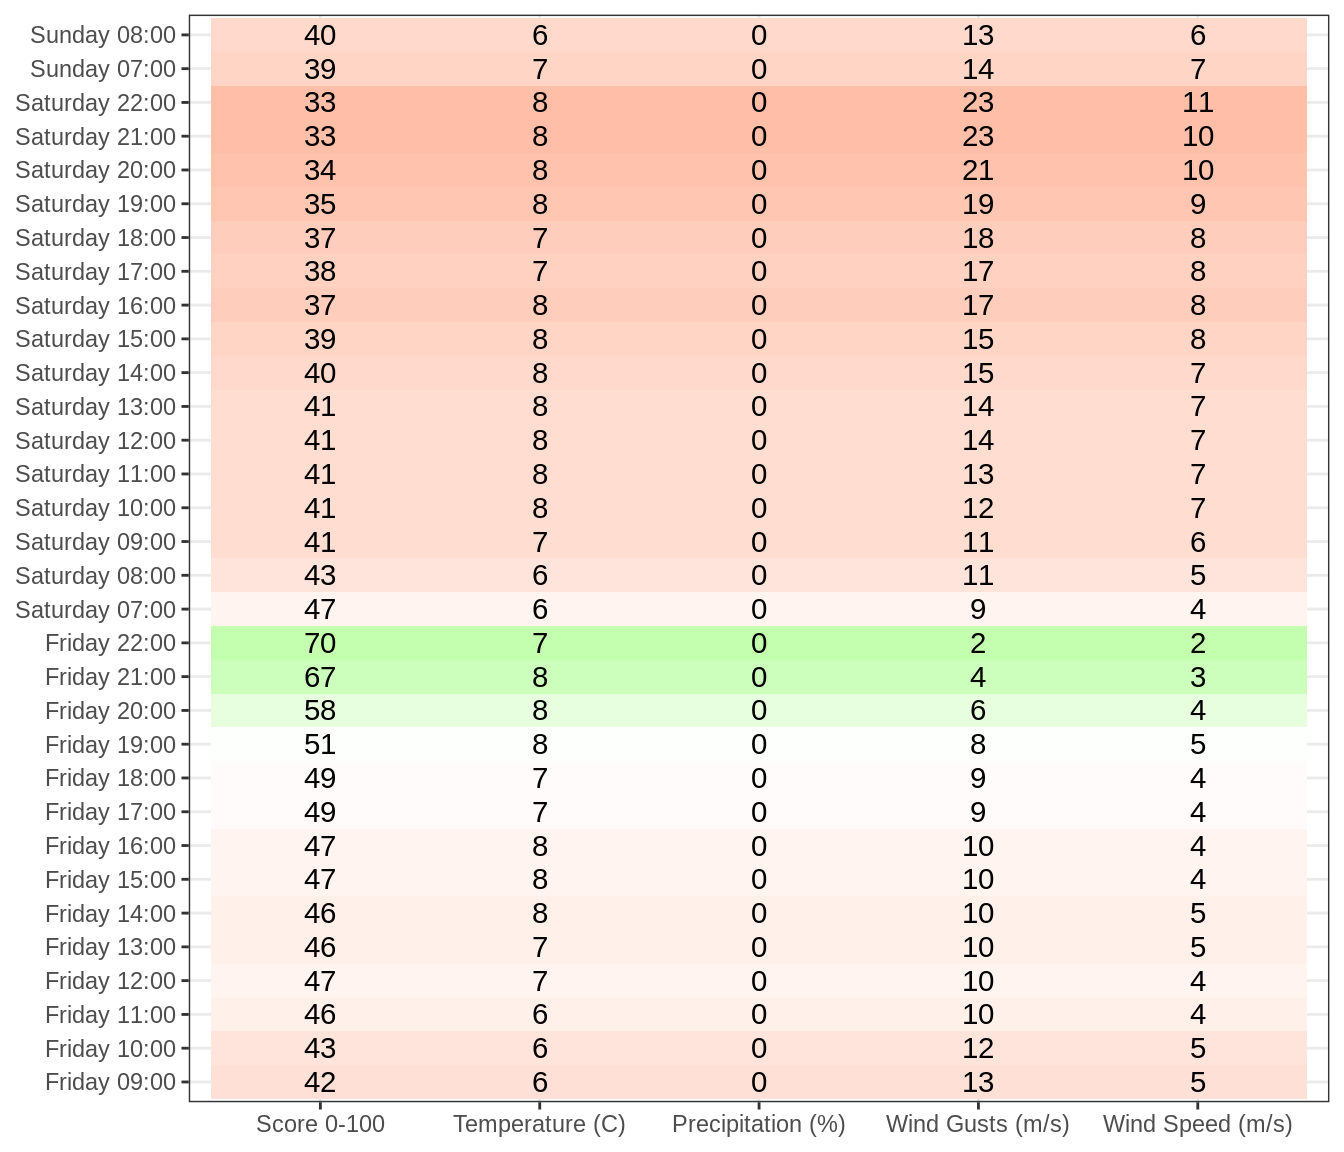 Sunday 08:00 40 6 0 13 6
Sunday 07:00 39 7 0 14 7
Saturday 22:00 33 8 0 23 11
Saturday 21:00 33 8 0 23 10
Saturday 20:00 34 8 0 21 10
Saturday 19:00 35 8 0 19 9
Saturday 18:00 37 7 0 18 8
Saturday 17:00 38 7 0 17 8
Saturday 16:00 37 8 0 17 8
Saturday 15:00 39 8 0 15 8
Saturday 14:00 40 8 0 15 7
Saturday 13:00 41 8 0 14 7
Saturday 12:00 41 8 0 14 7
Saturday 11:00 41 8 0 13 7
Saturday 10:00 41 8 0 12 7
Saturday 09:00 41 7 0 11 6
Saturday 08:00 43 6 0 11 5
Saturday 07:00 47 6 0 9 4
Friday 22:00 70 7 0 2 2
Friday 21:00 67 8 0 4 3
Friday 20:00 58 8 0 6 4
Friday 19:00 51 8 0 8 5
Friday 18:00 49 7 0 9 4
Friday 17:00 49 7 0 9 4
Friday 16:00 47 8 0 10 4
Friday 15:00 47 8 0 10 4
Friday 14:00 46 8 0 10 5
Friday 13:00 46 7 0 10 5
Friday 12:00 47 7 0 10 4
Friday 11:00 46 6 0 10 4
Friday 10:00 43 6 0 12 5
Friday 09:00 42 6 0 13 5
Score 0-100 Temperature (C) Precipitation (%) Wind Gusts (m/s) Wind Speed (m/s)